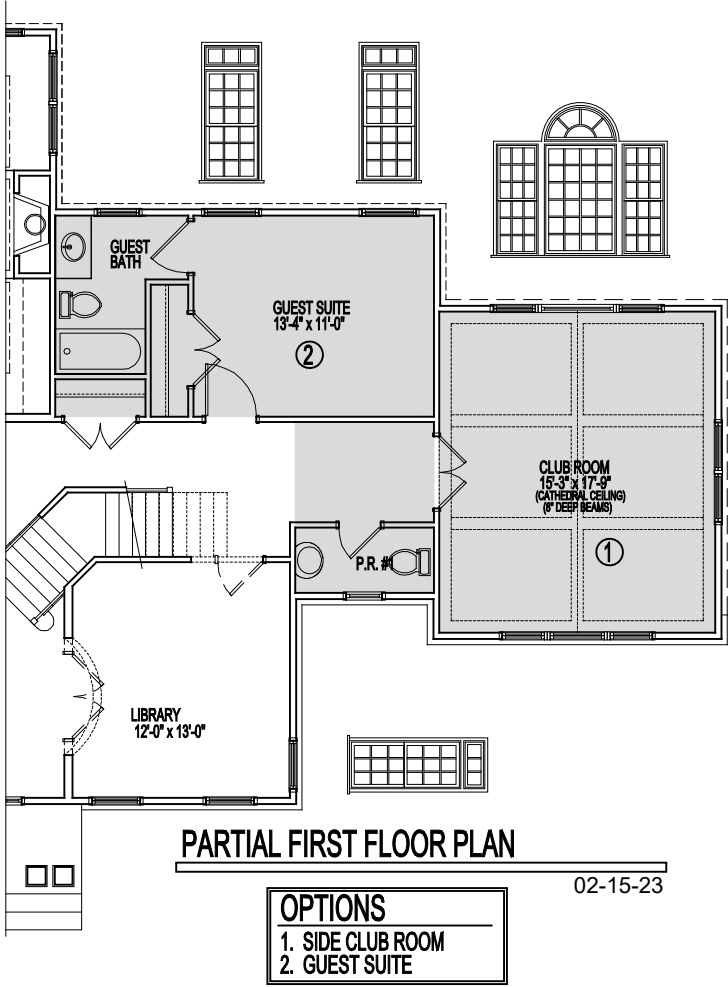 GUEST
BATH
GUEST SUITE
13'-4" x 11'-0"
2
CLUB ROOM
15'-3" x 17'-9"
(CATHEDRAL CEILING)
(6" DEEP BEAMS)
1
P.R. #
LIBRARY
12'-0" x 13'-0"
PARTIAL FIRST FLOOR PLAN
02-15-23
OPTIONS
1. SIDE CLUB ROOM
2. GUEST SUITE